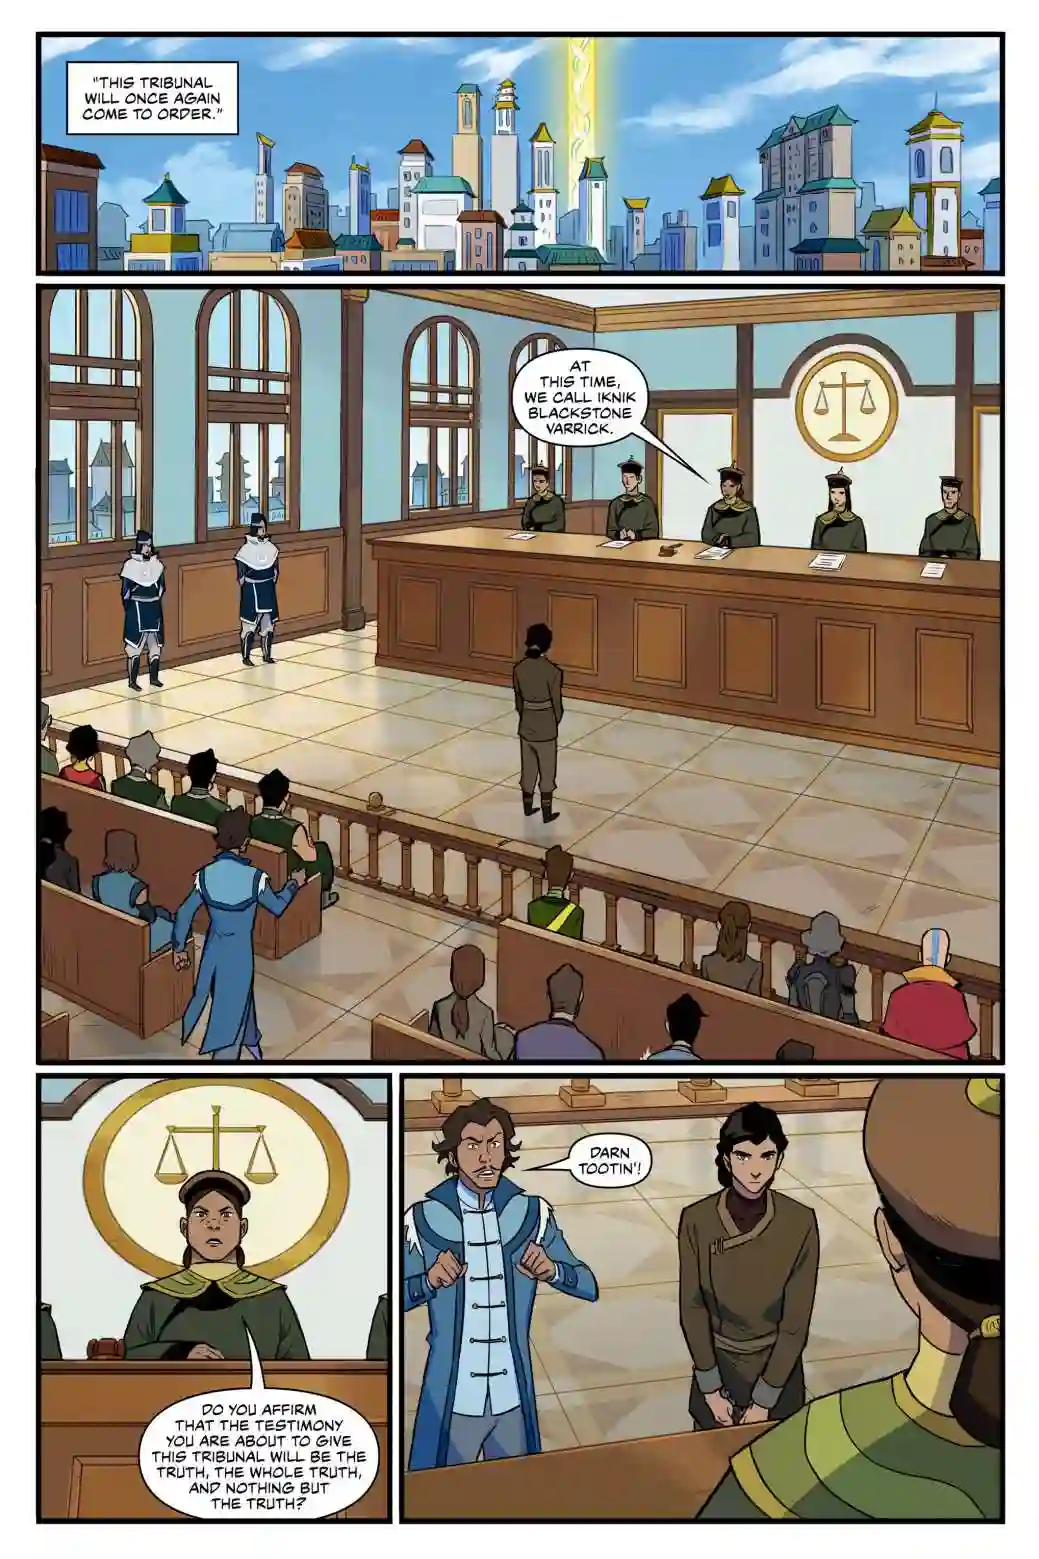 "THIS TRIBUNAL
WILL ONCE AGAIN
COME TO ORDER."
AT
THIS TIME,
WE CALL IKNIK
BLACKSTONE
VARRICK.
DO YOU AFFIRM
THAT THE TESTIMONY
YOU ARE ABOUT TO GIVE
THIS TRIBUNAL WILL BE THE
TRUTH, THE WHOLE TRUTH,
AND NOTHING BUT
THE TRUTH?
DARN
TOOTIN'!